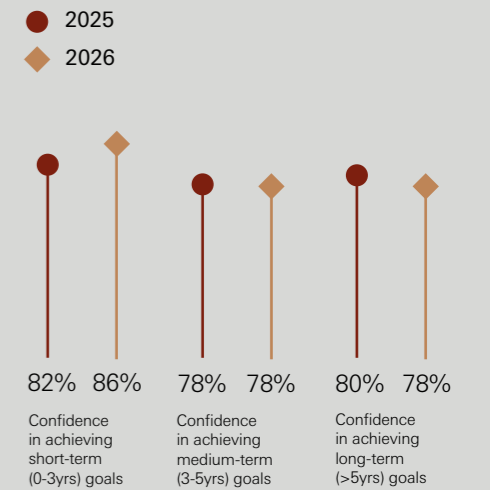 2025
2026
82% 86% 78% 78% 80% 78%
Confidence
in achieving
short-term
(0-3yrs) goals
Confidence
in achieving
medium-term
(3-5yrs) goals
Confidence
in achieving
long-term
(>5yrs) goals